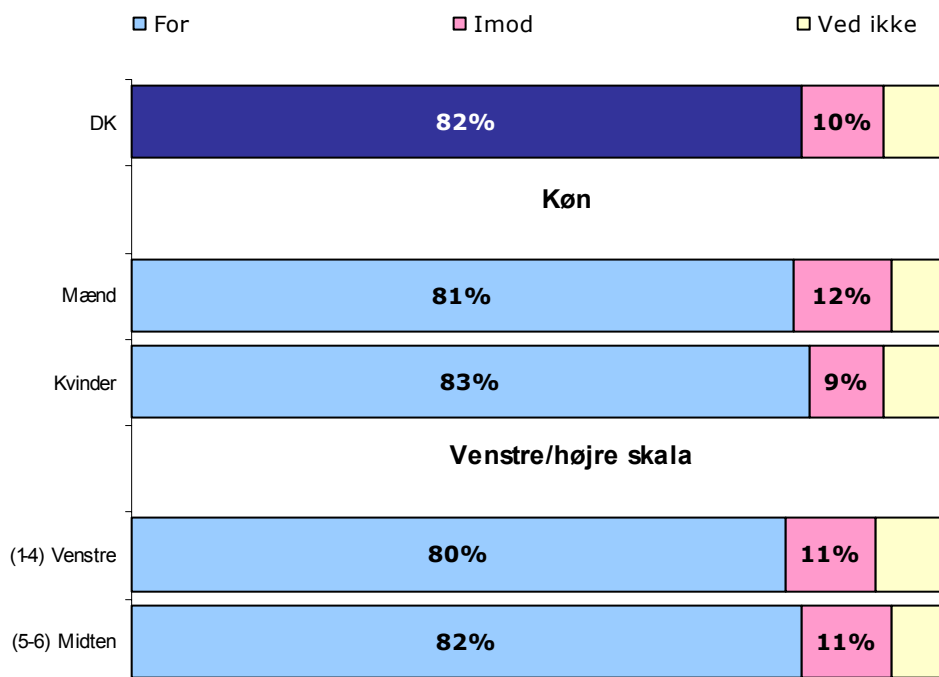 For Imod Ved ikke
DK 82% 10%
Køn
Mænd 81% 12%
Kvinder 83% 9%
Venstre/højre skala
(1-4) Venstre 80% 11%
(5-6) Midten 82% 11%